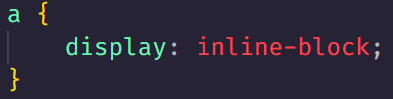 a {
    display: inline-block;
}